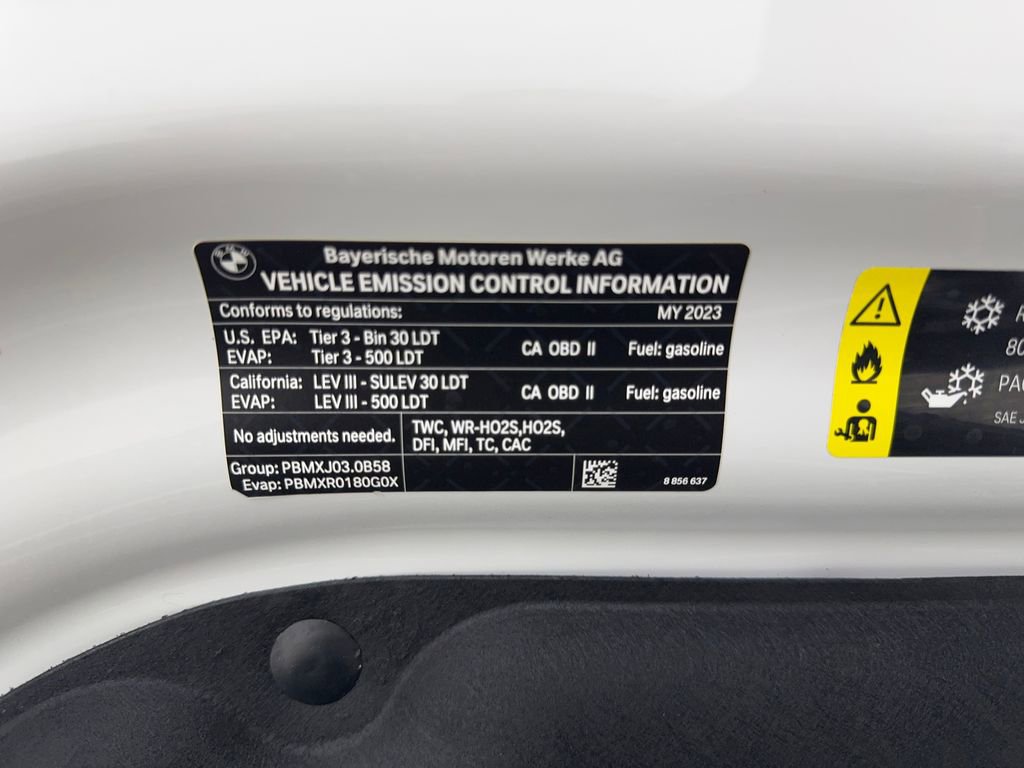 BMW
Bayerische Motoren Werke AG
VEHICLE EMISSION CONTROL INFORMATION
Conforms to regulations: MY 2023
U.S. EPA: Tier 3 - Bin 30 LDT
EVAP: Tier 3 - 500 LDT
CA OBD II Fuel: gasoline
California: LEV III - SULEV 30 LDT
EVAP: LEV III - 500 LDT
CA OBD II Fuel: gasoline
No adjustments needed.
TWC, WR-HO2S,HO2S,
DFI, MFI, TC, CAC
Group: PBMXJ03.0B58
Evap: PBMXR0180G0X
8 856 637
R
80
PAG
SAE J